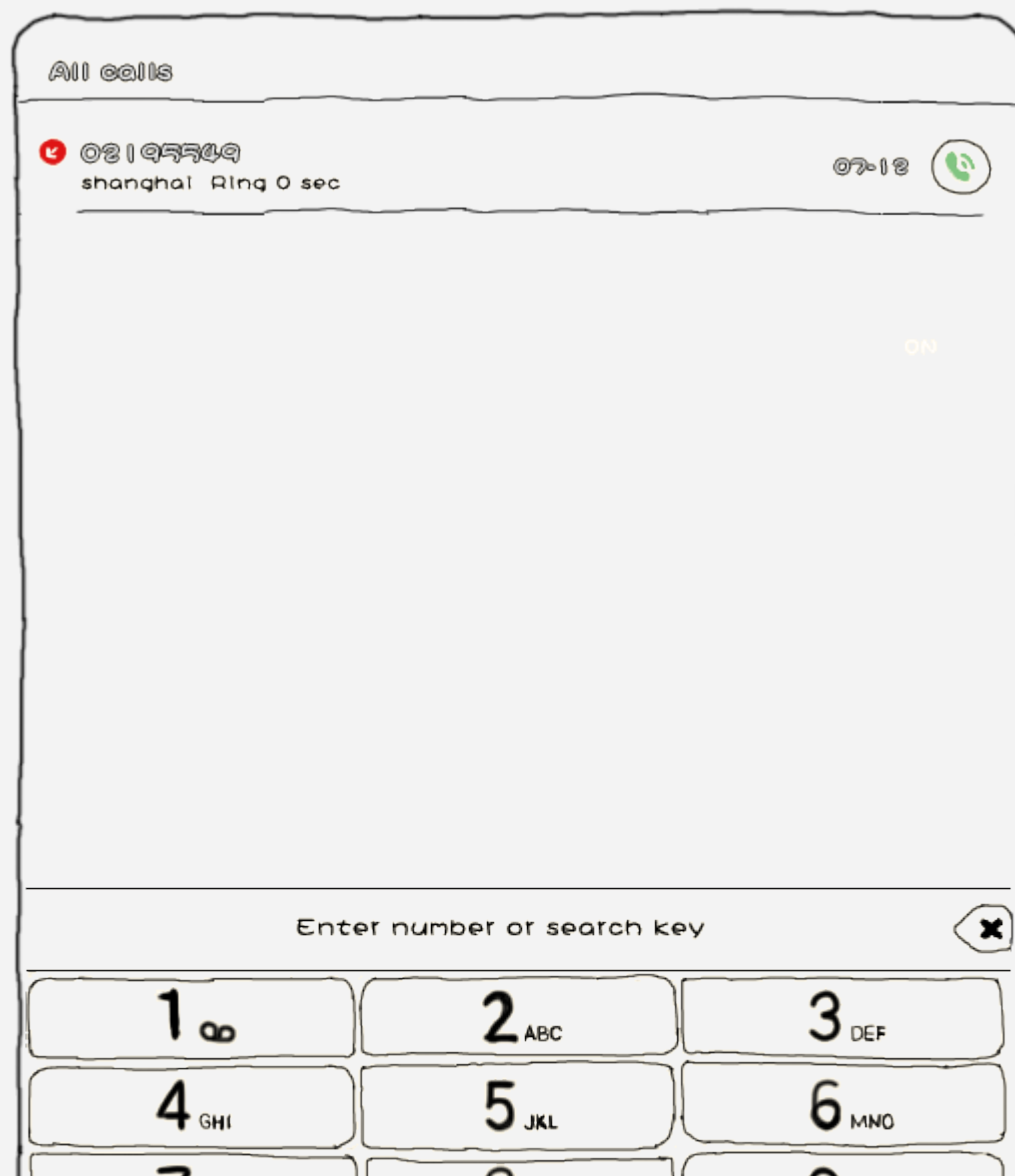 All calls
02195549
07-12
shanghai Ring 0 sec
ON
Enter number or search key
1
2 ABC
3 DEF
4 GHI
5 JKL
6 MNO